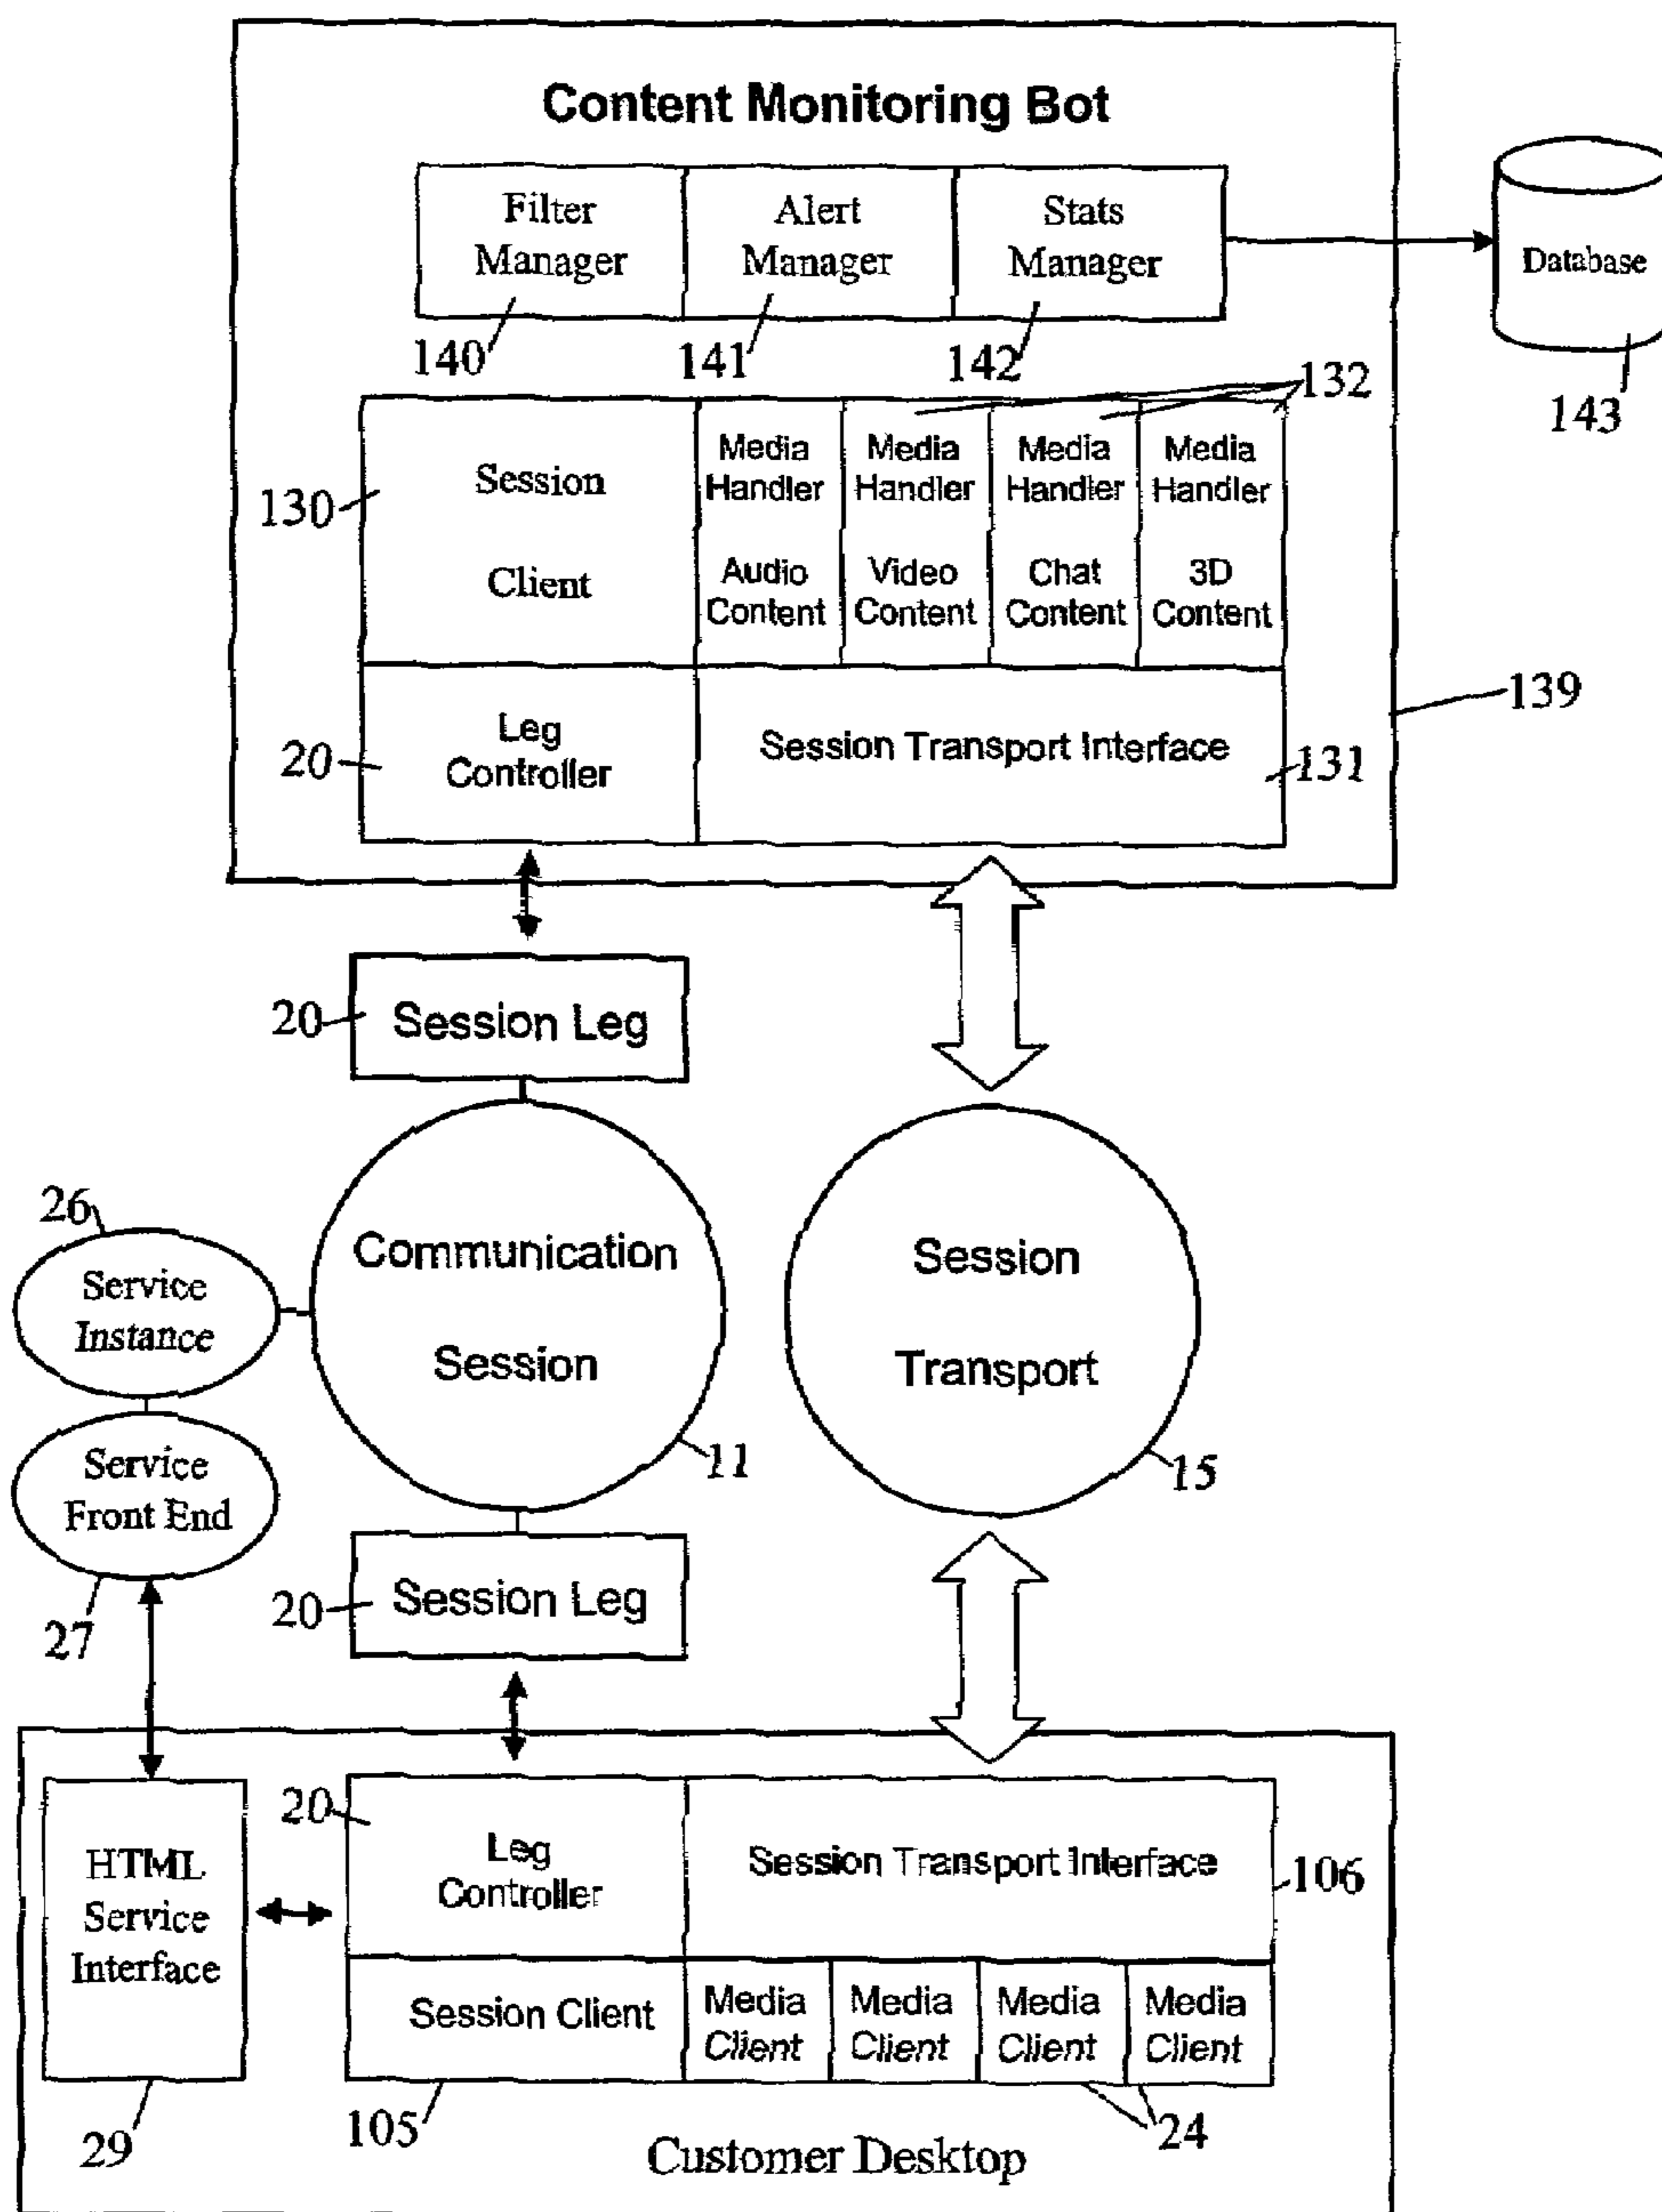 Content Monitoring Bot
Filter
Manager
Alert
Manager
Stats
Manager
Database
140
141
142
143
132
Session
Client
130
Media
Handler
Audio
Content
Media
Handler
Video
Content
Media
Handler
Chat
Content
Media
Handler
3D
Content
139
20
Leg
Controller
Session Transport Interface
131
20
Session Leg
26
Service
Instance
Communication
Session
Session
Transport
Service
Front End
11
15
27
20
Session Leg
20
HTML
Service
Interface
Leg
Controller
Session Transport Interface
106
Session Client
Media
Client
Media
Client
Media
Client
Media
Client
29
105
24
Customer Desktop